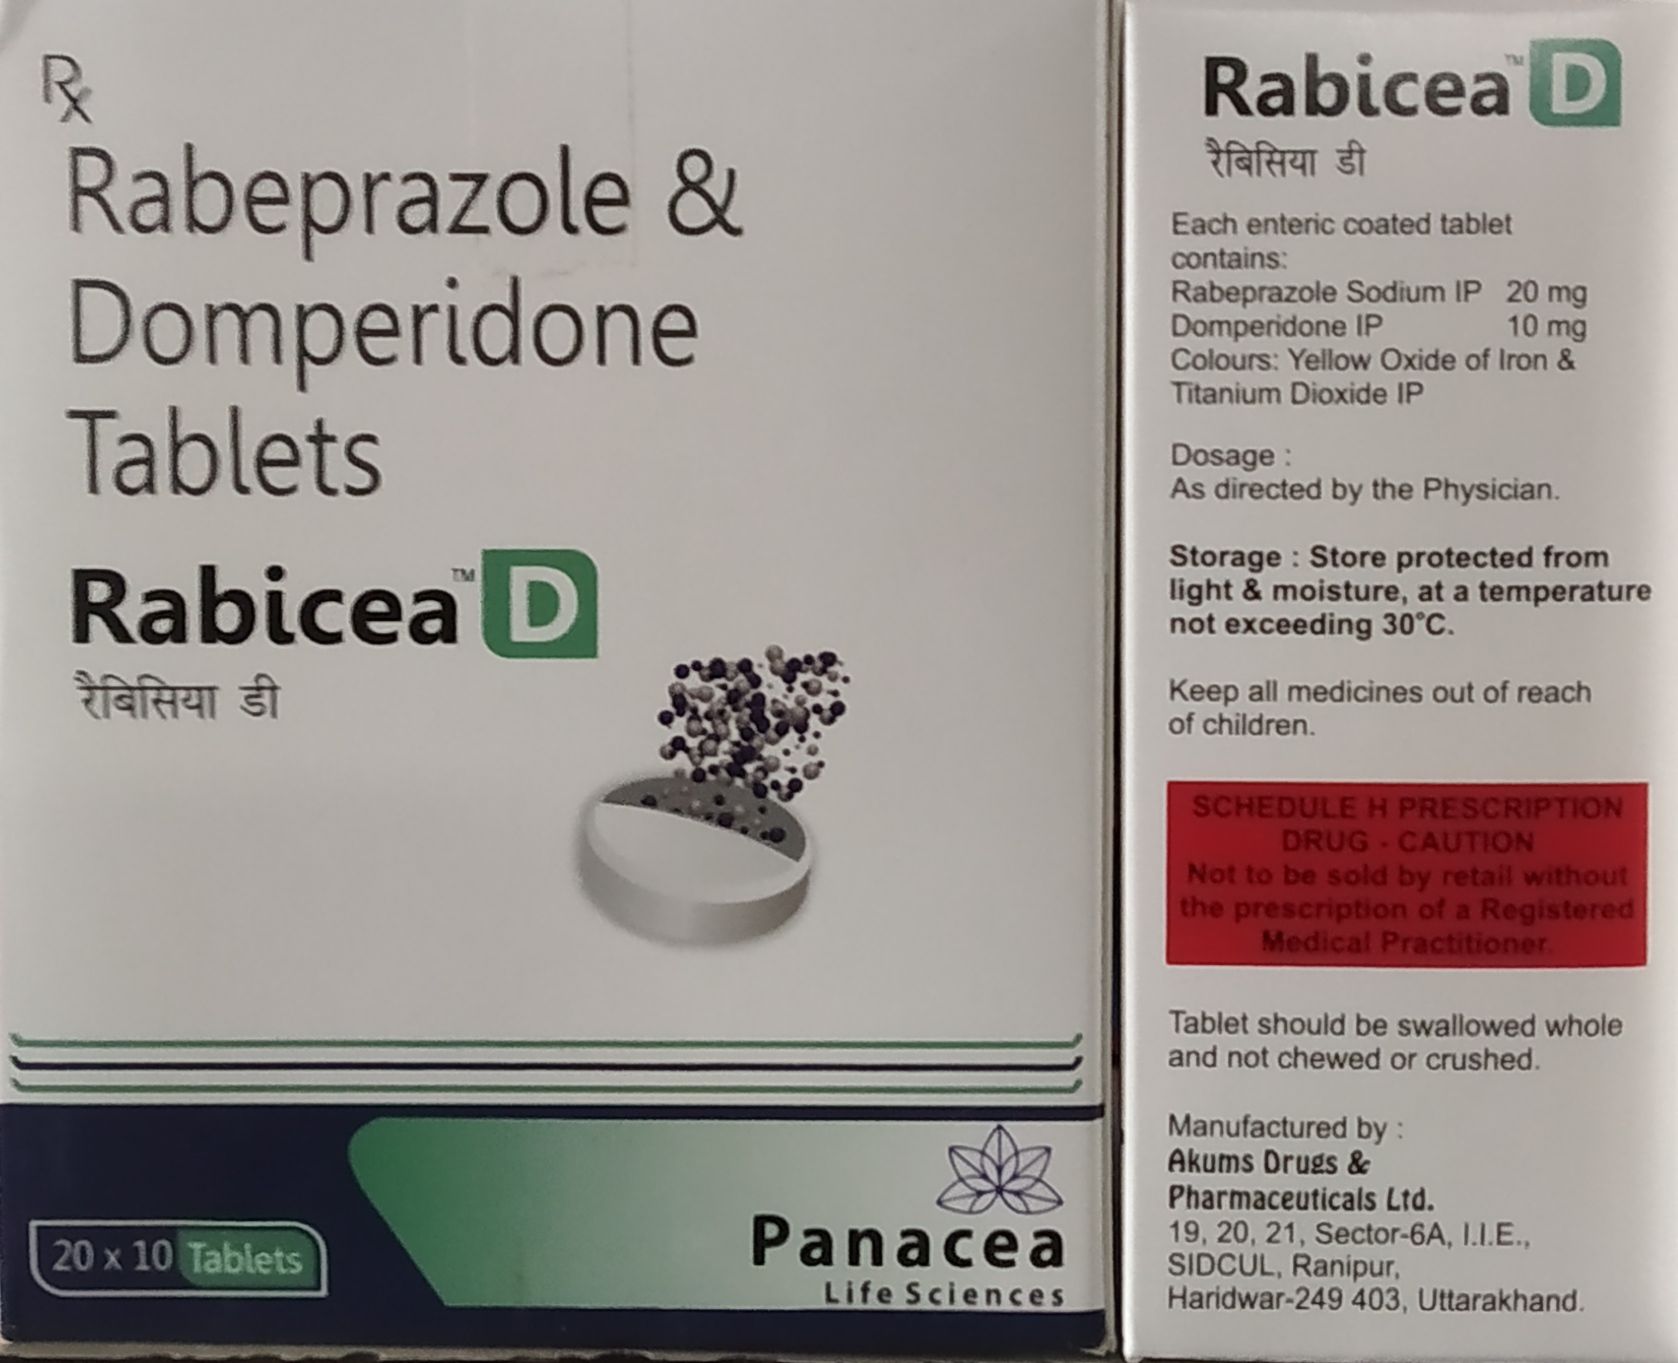 Rx
Rabeprazole &
Domperidone
Tablets
Rabicea™ D
रैबिसिया डी
20 x 10 Tablets
Panacea
Life Sciences
Rabicea™ D
रैबिसिया डी
Each enteric coated tablet
contains:
Rabeprazole Sodium IP 20 mg
Domperidone IP 10 mg
Colours: Yellow Oxide of Iron &
Titanium Dioxide IP
Dosage :
As directed by the Physician.
Storage : Store protected from
light & moisture, at a temperature
not exceeding 30°C.
Keep all medicines out of reach
of children.
SCHEDULE H PRESCRIPTION
DRUG - CAUTION
Not to be sold by retail without
the prescription of a Registered
Medical Practitioner.
Tablet should be swallowed whole
and not chewed or crushed.
Manufactured by :
Akums Drugs &
Pharmaceuticals Ltd.
19, 20, 21, Sector-6A, I.I.E.,
SIDCUL, Ranipur,
Haridwar-249 403, Uttarakhand.